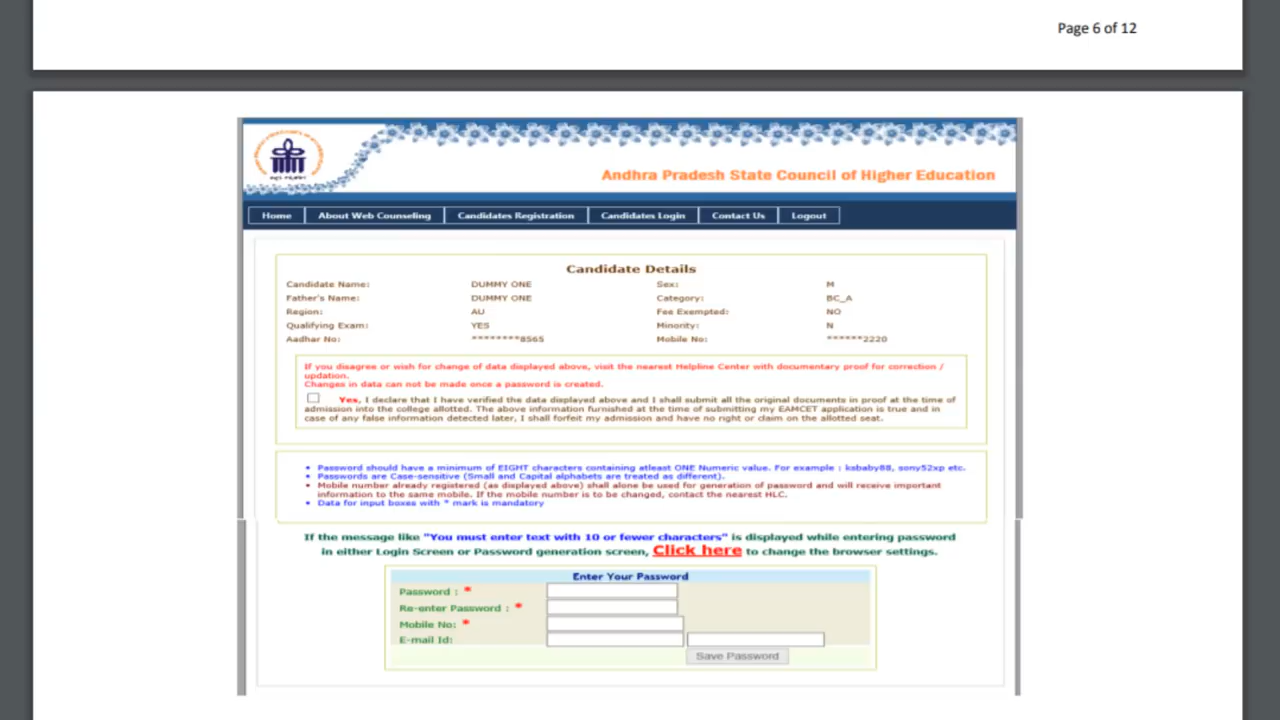 Page 6 of 12
Andhra Pradesh State Council of Higher Education
Home About Web Counseling Candidates Registration Candidates Login Contact Us Logout
Candidate Details
Candidate Name: DUMMY ONE Sex: M
Father's Name: DUMMY ONE Category: BC_A
Region: AU Fee Exempted: NO
Qualifying Exam: YES Minority: N
Aadhar No: ********8565 Mobile No: ******2220
If you disagree or wish for change of data displayed above, visit the nearest Helpline Center with documentary proof for correction /
updation.
Changes in data can not be made once a password is created.
Yes, I declare that I have verified the data displayed above and I shall submit all the original documents in proof at the time of
admission into the college allotted. The above information furnished at the time of submitting my EAMCET application is true and in
case of any false information detected later, I shall forfeit my admission and have no right or claim on the allotted seat.
• Password should have a minimum of EIGHT characters containing atleast ONE Numeric value. For example : ksbaby88, sony52xp etc.
• Passwords are Case-sensitive (Small and Capital alphabets are treated as different).
• Mobile number already registered (as displayed above) shall alone be used for generation of password and will receive important
information to the same mobile. If the mobile number is to be changed, contact the nearest HLC.
• Data for input boxes with * mark is mandatory
If the message like "You must enter text with 10 or fewer characters" is displayed while entering password
in either Login Screen or Password generation screen, Click here to change the browser settings.
Enter Your Password
Password : *
Re-enter Password : *
Mobile No: *
E-mail Id:
Save Password